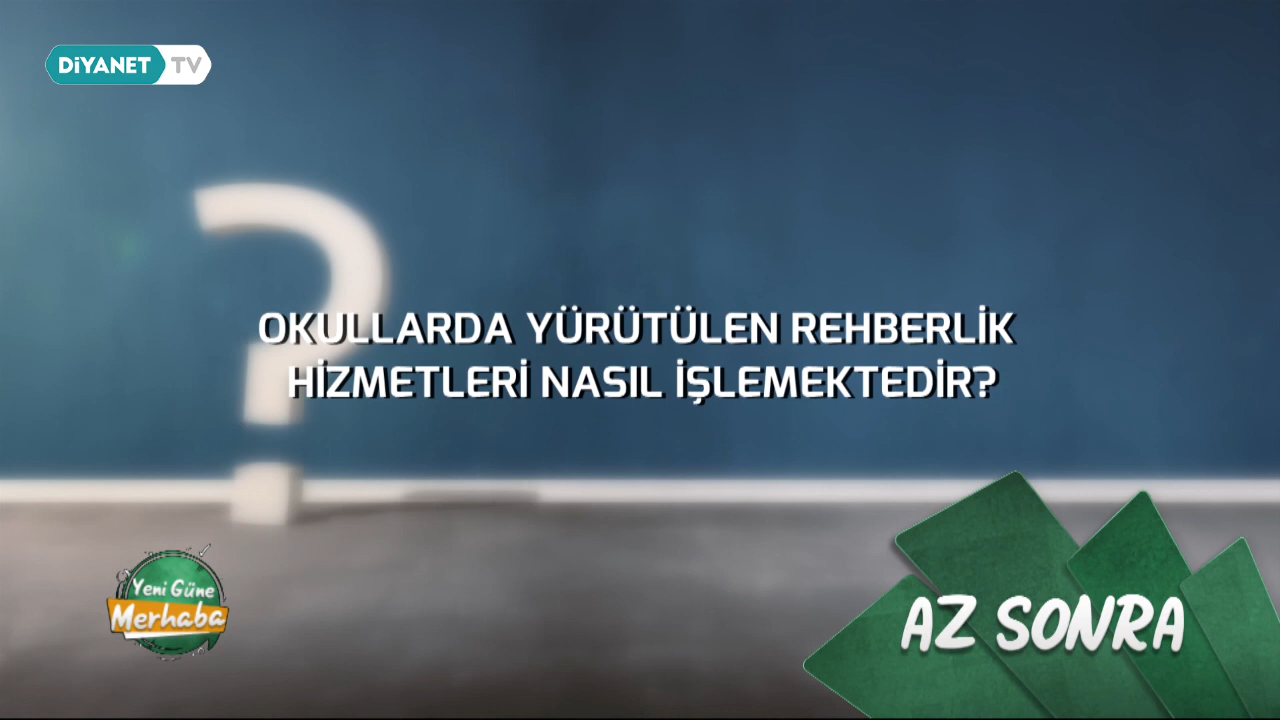 DİYANET TV
OKULLARDA YÜRÜTÜLEN REHBERLİK
HİZMETLERİ NASIL İŞLEMEKTEDİR?
Yeni Güne
Merhaba
AZ SONRA